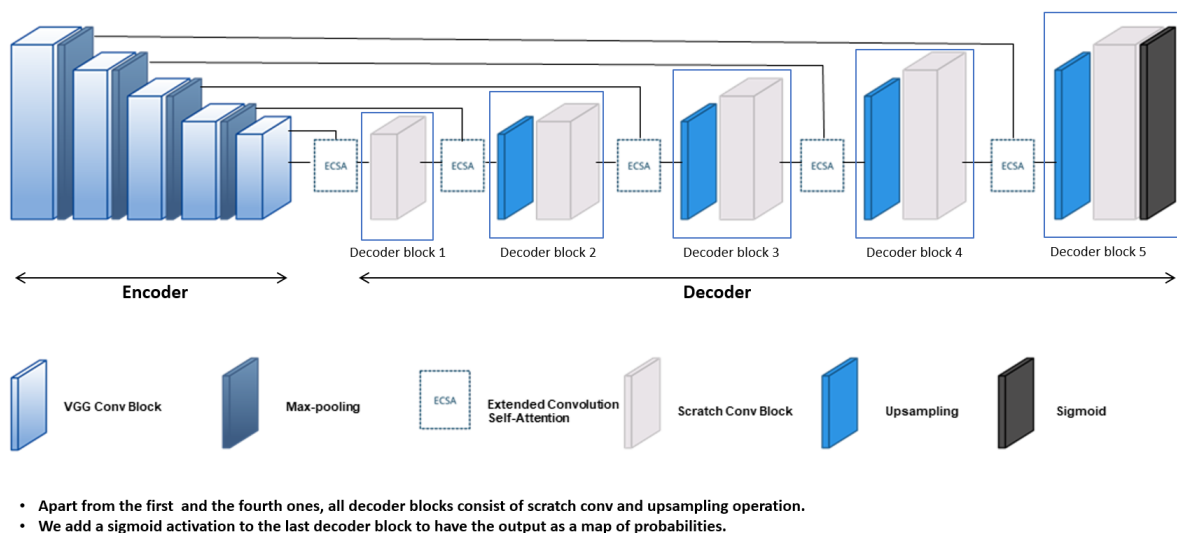 ECSA
ECSA
ECSA
ECSA
ECSA
Decoder block 1
Decoder block 2
Decoder block 3
Decoder block 4
Decoder block 5
Encoder
Decoder
VGG Conv Block
Max-pooling
ECSA
Extended Convolution
Self-Attention
Scratch Conv Block
Upsampling
Sigmoid
• Apart from the first and the fourth ones, all decoder blocks consist of scratch conv and upsampling operation.
• We add a sigmoid activation to the last decoder block to have the output as a map of probabilities.